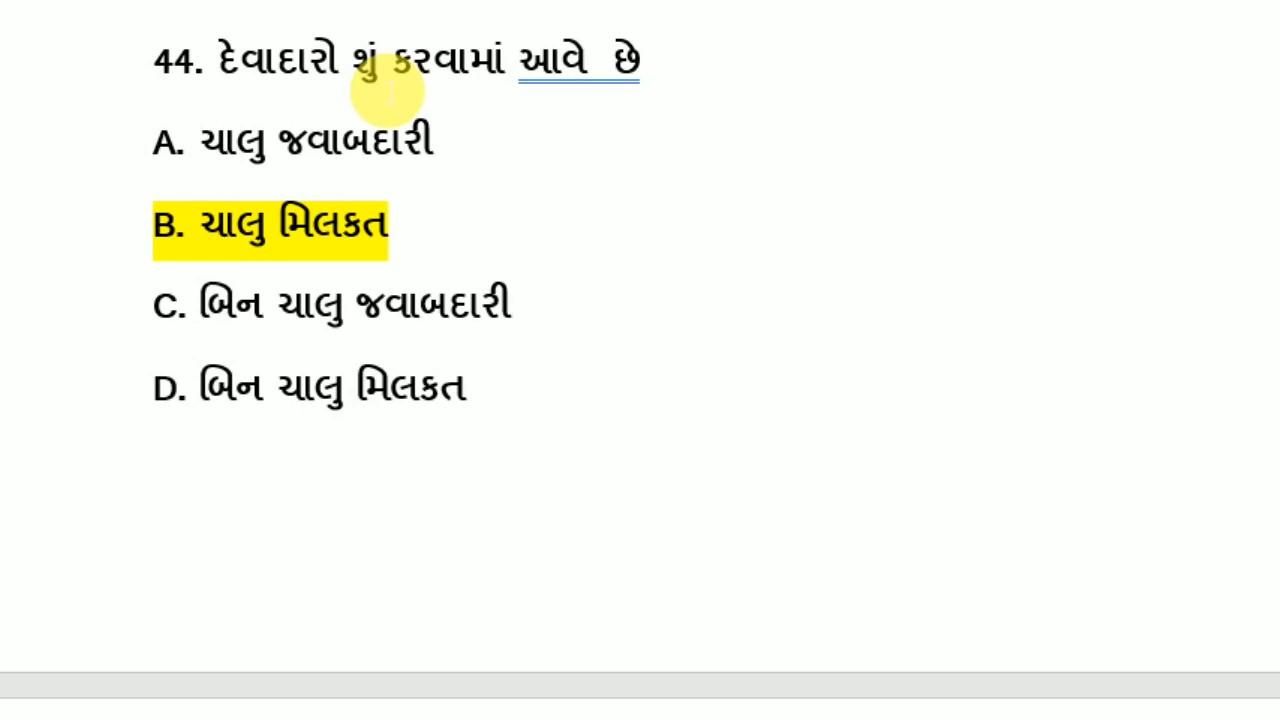 44. દેવાદારો શું કરવામાં આવે  છે
A. ચાલુ જવાબદારી
B. ચાલુ મિલકત
C. બિન ચાલુ જવાબદારી
D. બિન ચાલુ મિલકત